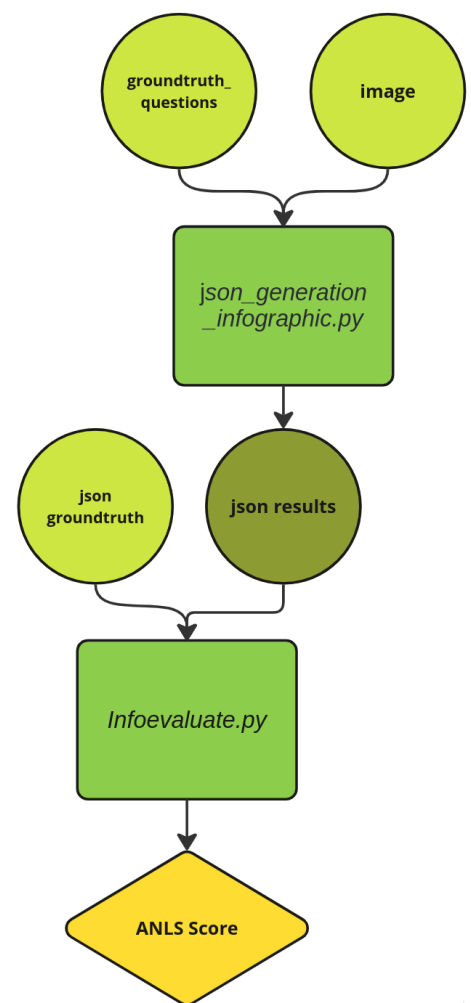 groundtruth_
questions
image
json_generation
_infographic.py
json
groundtruth
json results
Infoevaluate.py
ANLS Score